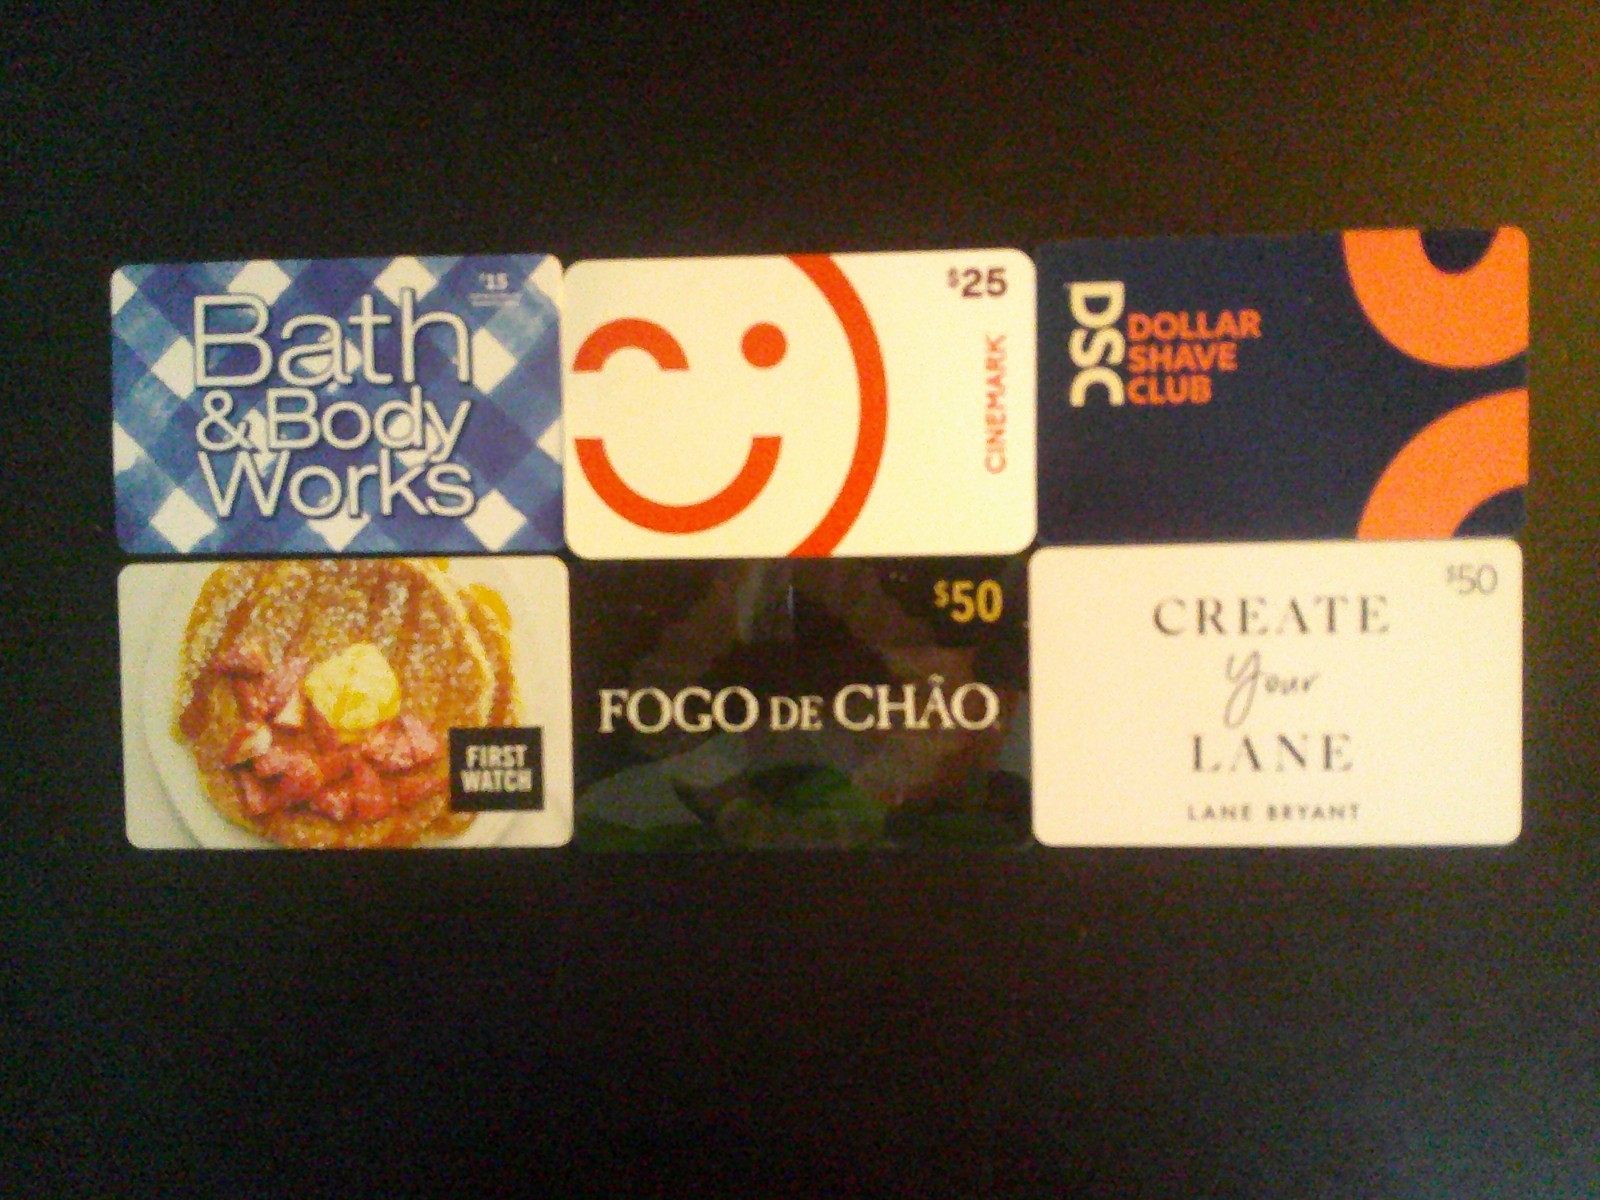 $15
Bath
& Body
Works
$25
CINEMARK
DSC
DOLLAR
SHAVE
CLUB
FIRST
WATCH
$50
FOGO DE CHÃO
$50
CREATE
Your
LANE
LANE BRYANT